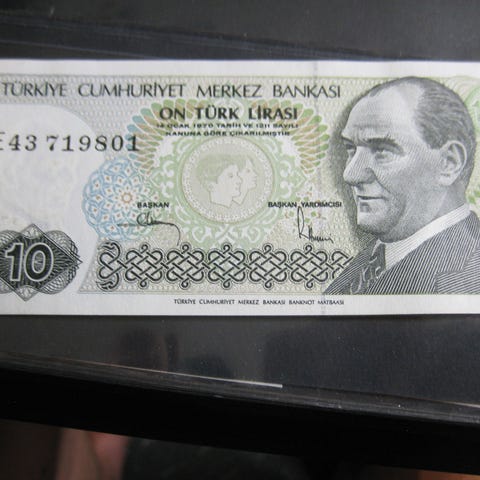 TÜRKİYE CUMHURİYET MERKEZ BANKASI
ON TÜRK LİRASI
14 OCAK 1970 TARİH VE 1211 SAYILI
KANUNA GÖRE ÇIKARILMIŞTIR
E43 719801
BAŞKAN
BAŞKAN YARDIMCISI
10
TÜRKİYE CUMHURİYET MERKEZ BANKASI BANKNOT MATBAASI